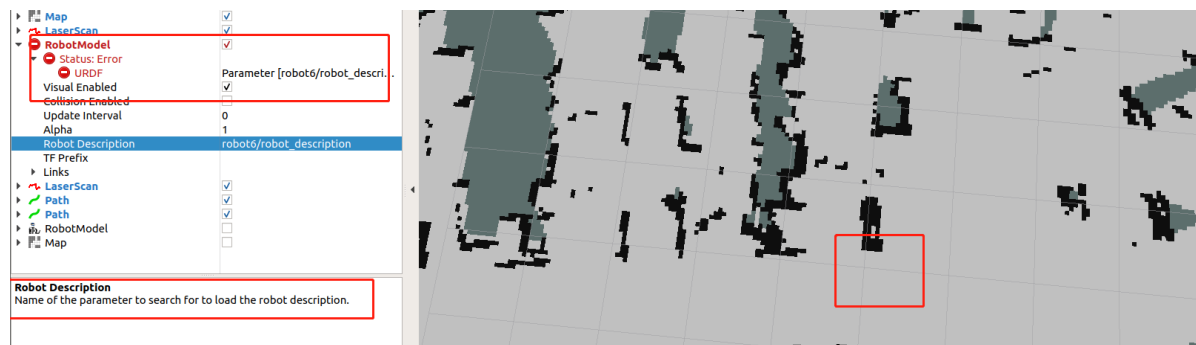 Map
LaserScan
RobotModel
Status: Error
URDF Parameter [robot6/robot_descri...
Visual Enabled
Collision Enabled
Update Interval 0
Alpha 1
Robot Description robot6/robot_description
TF Prefix
Links
LaserScan
Path
Path
RobotModel
Map
Robot Description
Name of the parameter to search for to load the robot description.